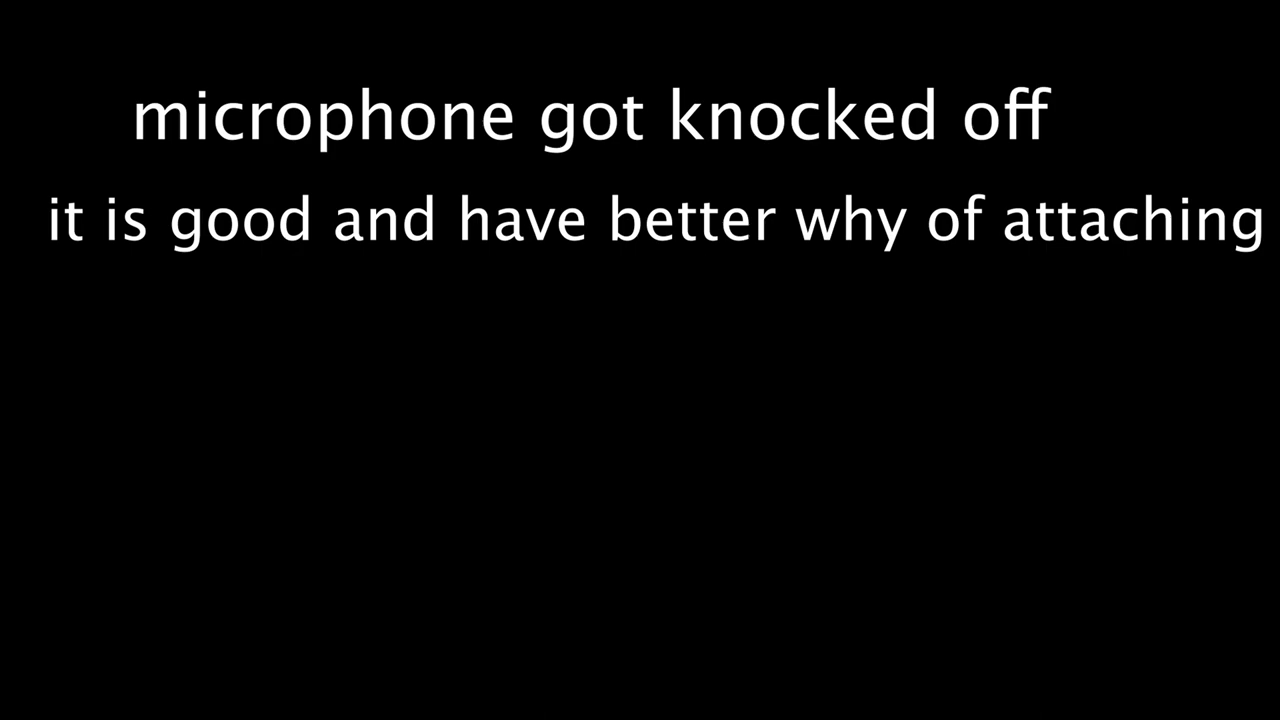 microphone got knocked off
it is good and have better why of attaching